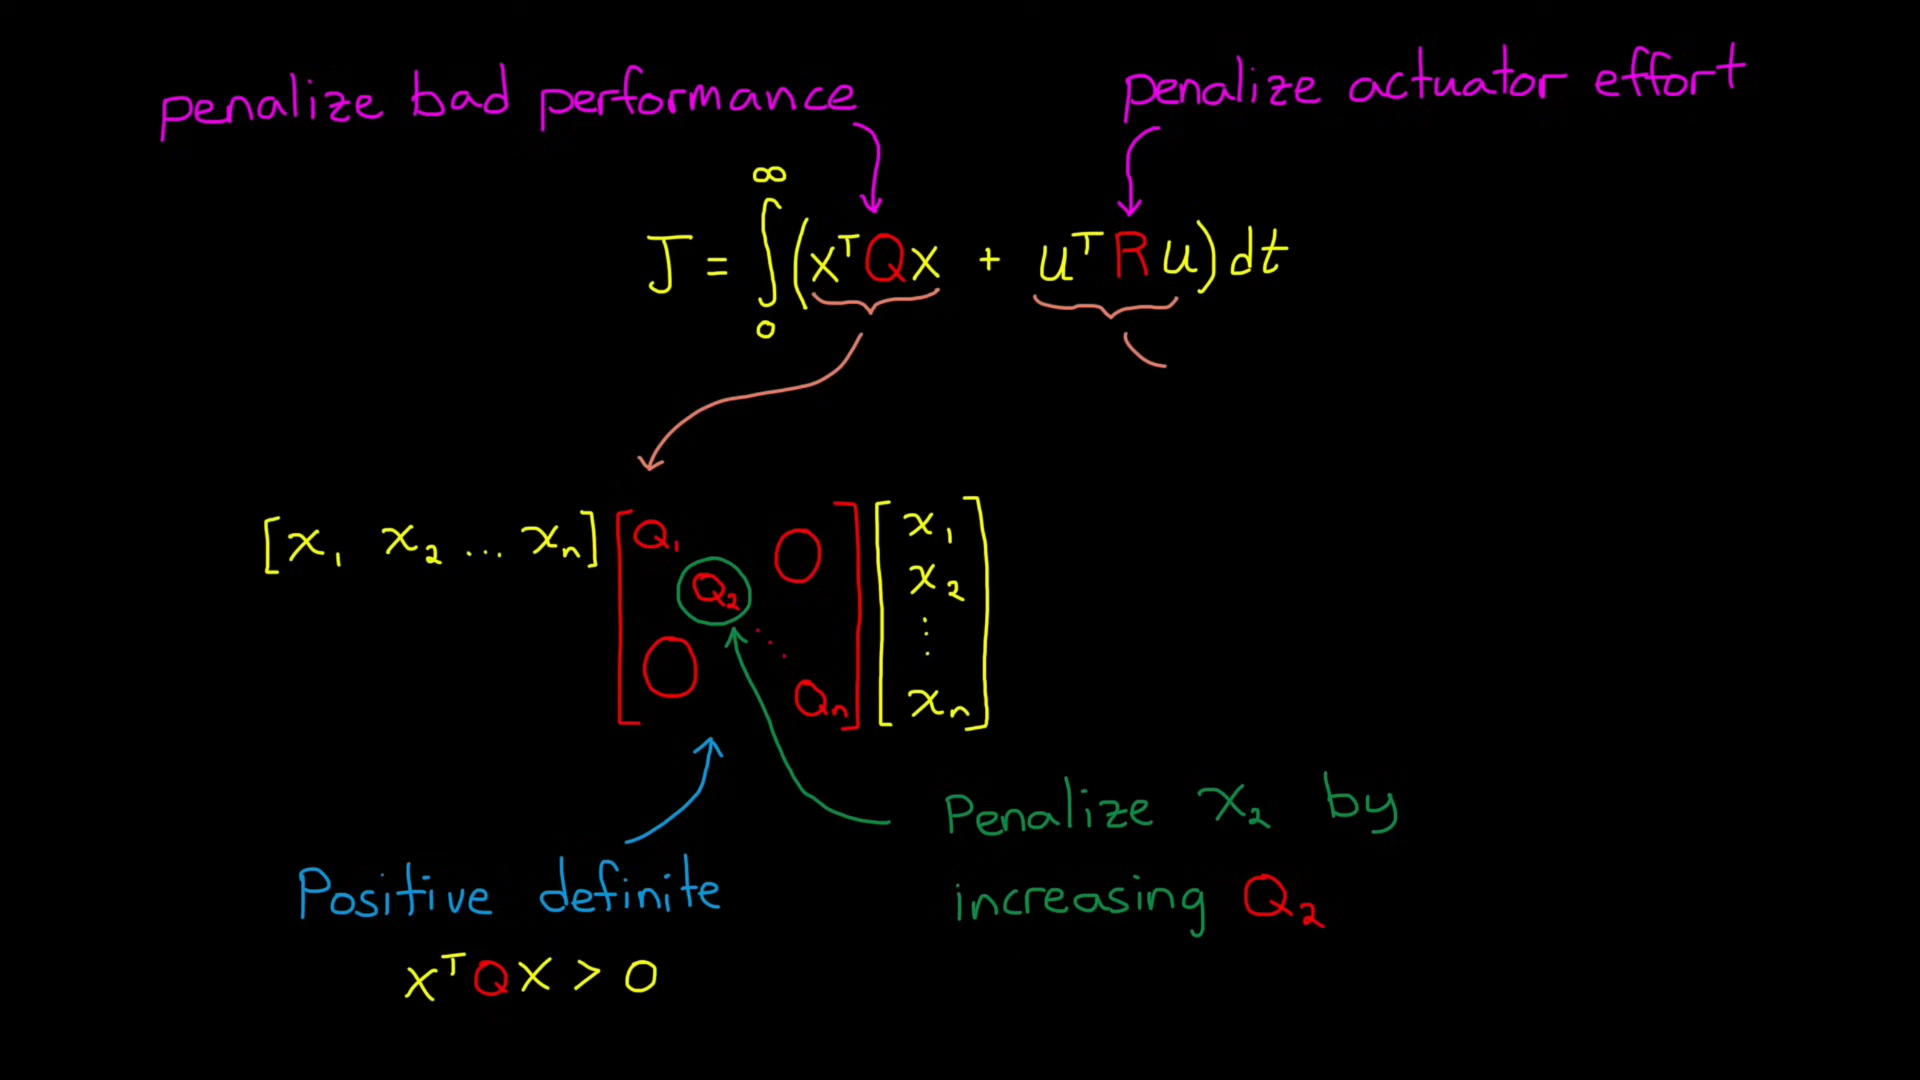 penalize bad performance
penalize actuator effort
J = ∫₀^∞ (xᵀQx + uᵀRu) dt
[x₁ x₂ ... xₙ] [Q₁ Q₂ ⋱ Qₙ 0 0] [x₁ x₂ ⋮ xₙ]
Penalize x₂ by
increasing Q₂
Positive definite
xᵀQx > 0